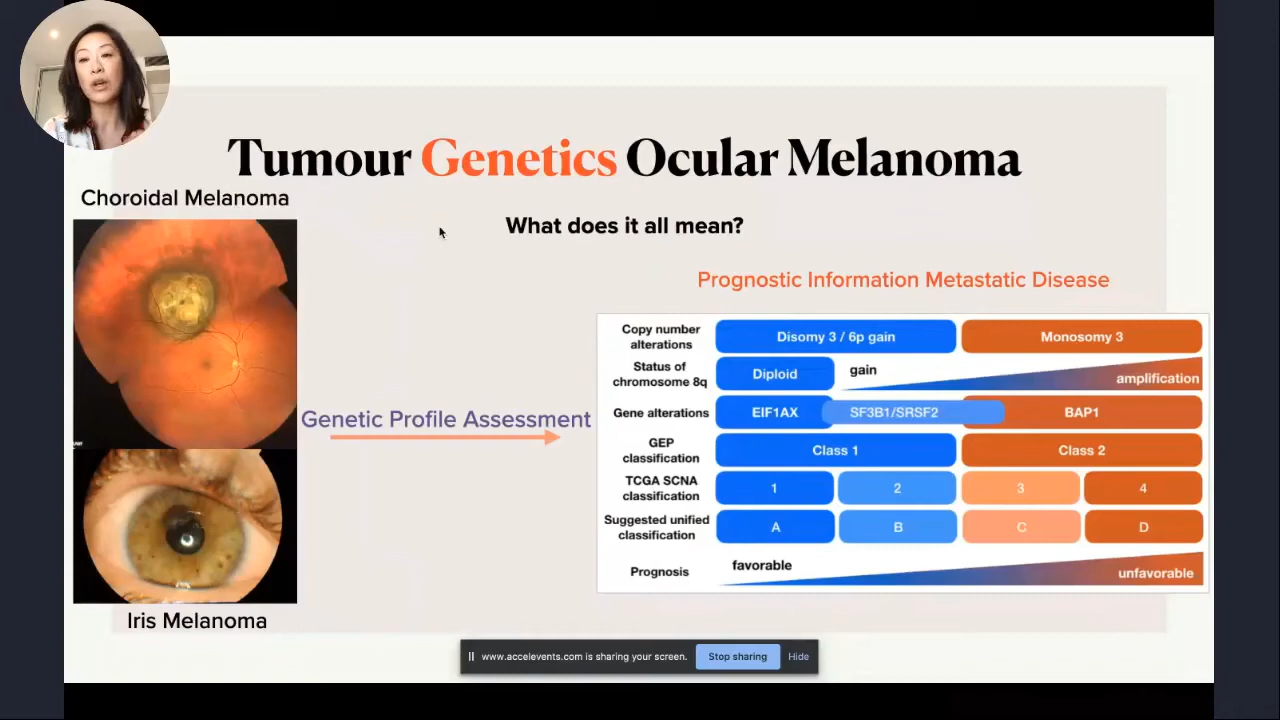 Tumour Genetics Ocular Melanoma
Choroidal Melanoma
What does it all mean?
Prognostic Information Metastatic Disease
Genetic Profile Assessment
Iris Melanoma
Copy number
alterations
Disomy 3 / 6p gain
Monosomy 3
Status of
chromosome 8q
Diploid
gain
amplification
Gene alterations
EIF1AX
SF3B1/SRSF2
BAP1
GEP
classification
Class 1
Class 2
TCGA SCNA
classification
1
2
3
4
Suggested unified
classification
A
B
C
D
Prognosis
favorable
unfavorable
www.accelevents.com is sharing your screen.
Stop sharing
Hide